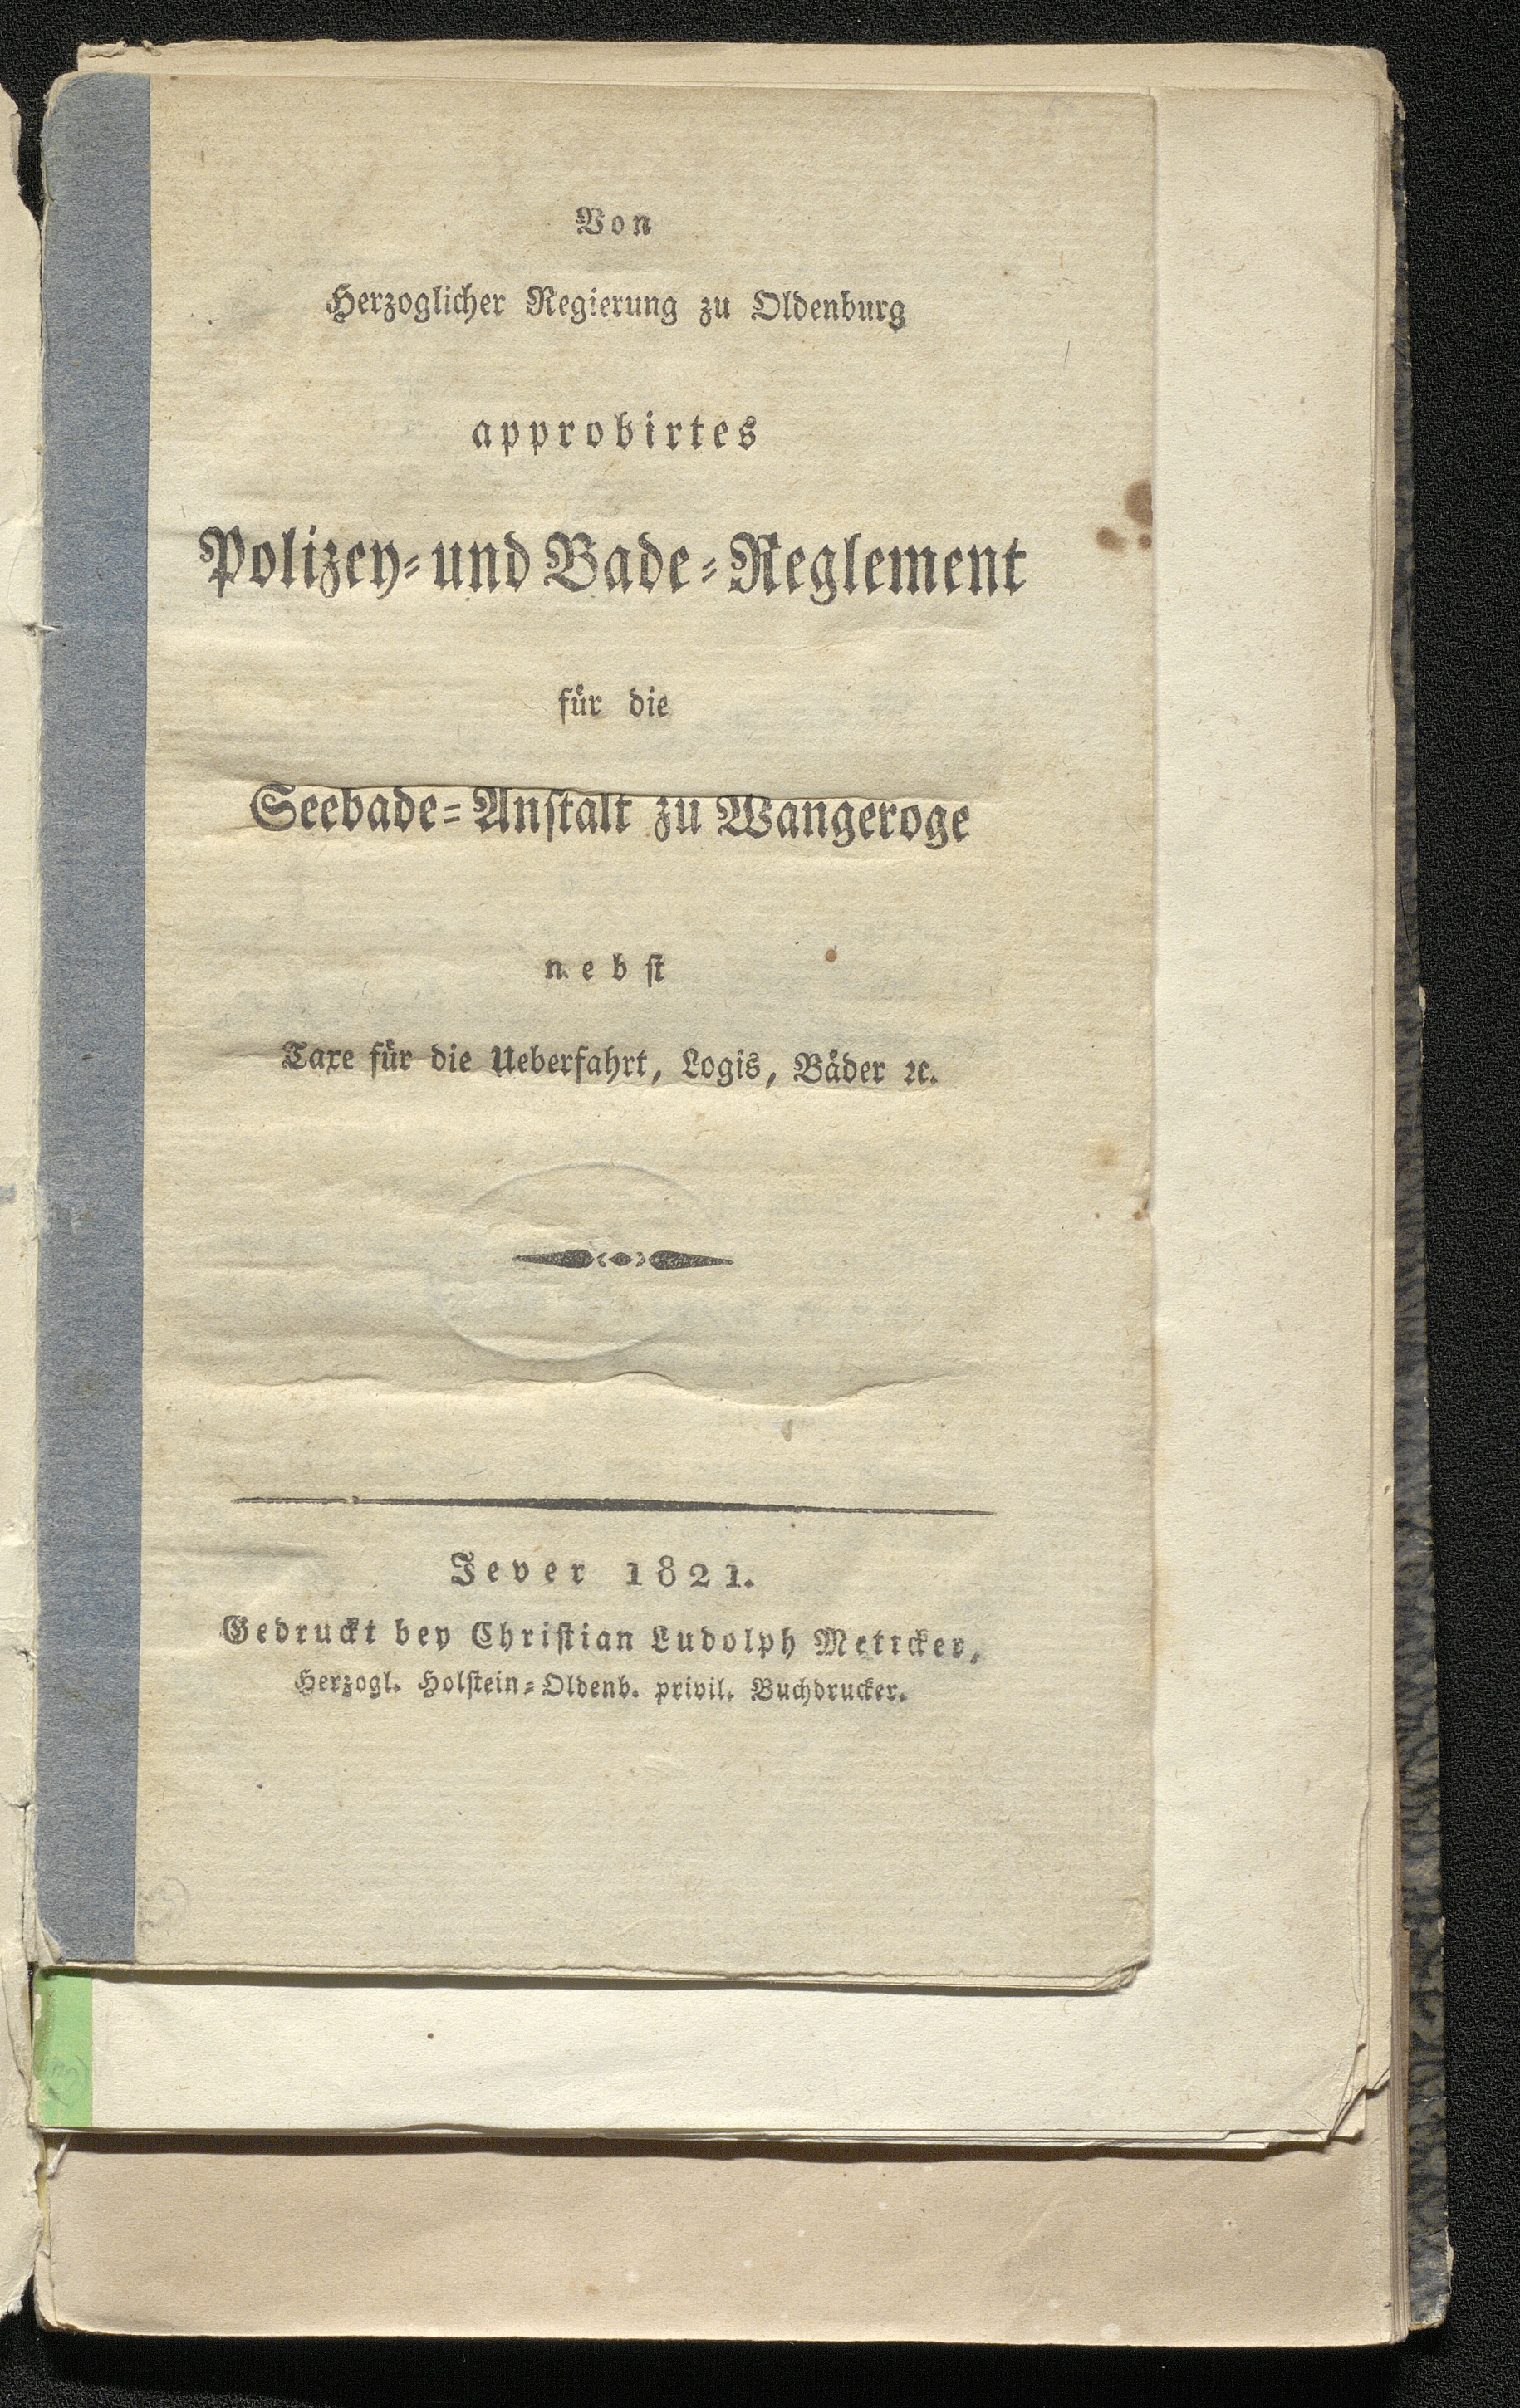 Von
Herzoglicher Regierung zu Oldenburg
approbirtes
Polizey- und Bade-Reglement
für die
Seebade-Anstalt zu Wangeroge
nebst
Taxe für die Ueberfahrt, Logis, Bäder ꝛc.
Jever 1821.
Gedruckt bey Christian Ludolph Metrcker,
Herzogl. Holstein-Oldenb. privil. Buchdrucker.